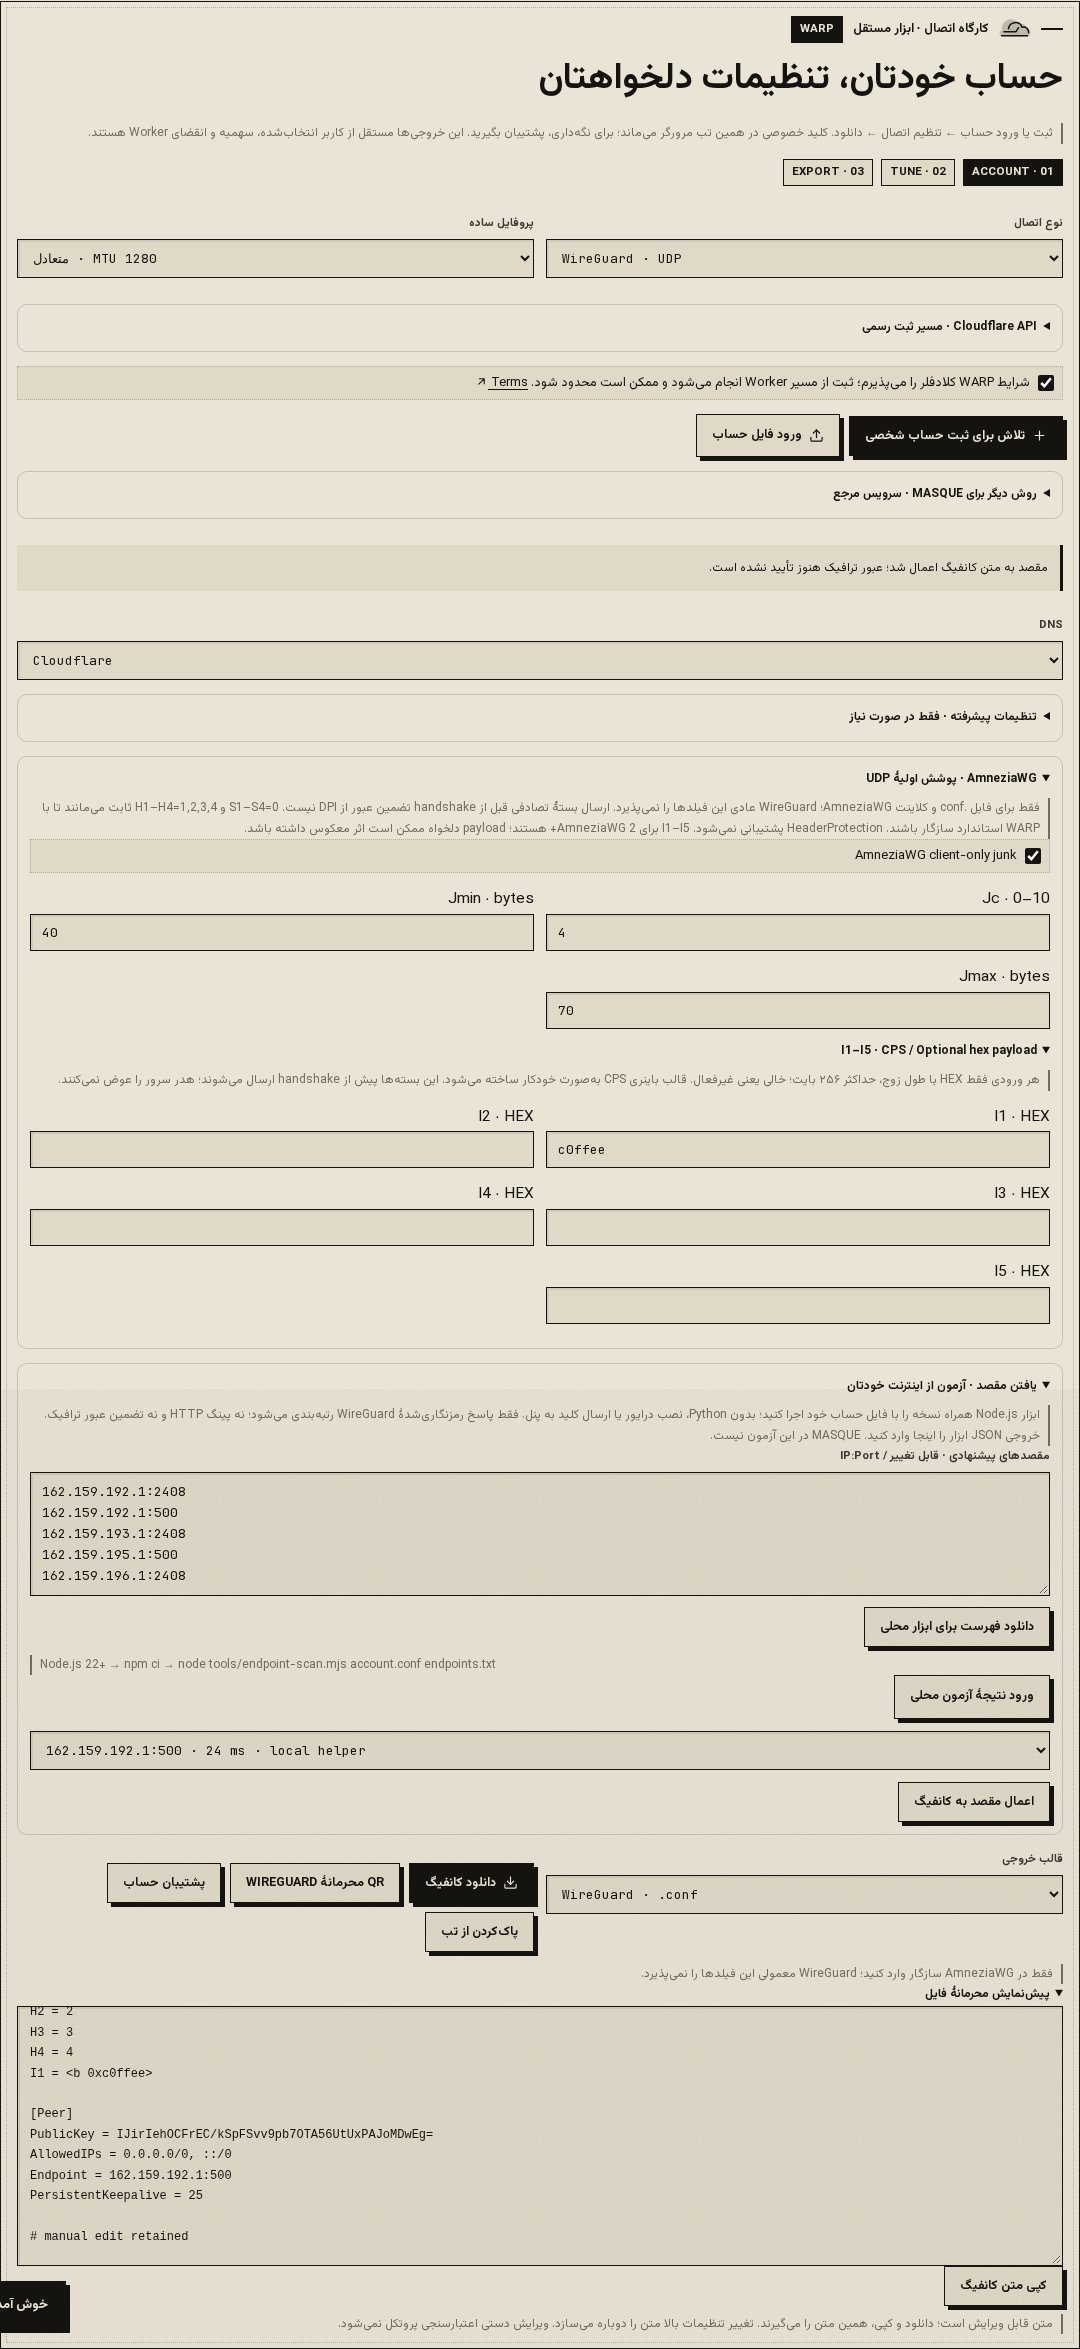 کارگاه اتصال · ابزار مستقل WARP
حساب خودتان، تنظیمات دلخواهتان
ثبت یا ورود حساب ← تنظیم اتصال ← دانلود. کلید خصوصی در همین تب مرورگر می‌ماند؛ برای نگه‌داری، پشتیبان بگیرید. این خروجی‌ها مستقل از کاربر انتخاب‌شده، سهمیه و انقضای Worker هستند.
01 · ACCOUNT 02 · TUNE 03 · EXPORT
نوع اتصال پروفایل ساده
WireGuard · UDP متعادل · MTU 1280
Cloudflare API · مسیر ثبت رسمی
شرایط WARP کلادفلر را می‌پذیرم؛ ثبت از مسیر Worker انجام می‌شود و ممکن است محدود شود. Terms ↗
تلاش برای ثبت حساب شخصی ورود فایل حساب
روش دیگر برای MASQUE · سرویس مرجع
مقصد به متن کانفیگ اعمال شد؛ عبور ترافیک هنوز تأیید نشده است.
DNS
Cloudflare
تنظیمات پیشرفته · فقط در صورت نیاز
AmneziaWG · پوشش اولیهٔ UDP
فقط برای فایل .conf و کلاینت AmneziaWG؛ WireGuard عادی این فیلدها را نمی‌پذیرد. ارسال بستهٔ تصادفی قبل از handshake تضمین عبور از DPI نیست. S1–S4=0 و H1–H4=1,2,3,4 ثابت می‌مانند تا با
WARP استاندارد سازگار باشند. HeaderProtection پشتیبانی نمی‌شود. I1–I5 برای AmneziaWG 2+ هستند؛ payload دلخواه ممکن است اثر معکوس داشته باشد.
AmneziaWG client-only junk
Jc · 0–10 Jmin · bytes
4 40
Jmax · bytes
70
I1–I5 · CPS / Optional hex payload
هر ورودی فقط HEX با طول زوج، حداکثر ۲۵۶ بایت؛ خالی یعنی غیرفعال. قالب باینری CPS به‌صورت خودکار ساخته می‌شود. این بسته‌ها پیش از handshake ارسال می‌شوند؛ هدر سرور را عوض نمی‌کنند.
I1 · HEX I2 · HEX
c0ffee
I3 · HEX I4 · HEX
I5 · HEX
یافتن مقصد · آزمون از اینترنت خودتان
ابزار Node.js همراه نسخه را با فایل حساب خود اجرا کنید؛ بدون Python، نصب درایور یا ارسال کلید به پنل. فقط پاسخ رمزنگاری‌شدهٔ WireGuard رتبه‌بندی می‌شود؛ نه پینگ HTTP و نه تضمین عبور ترافیک.
خروجی JSON ابزار را اینجا وارد کنید. MASQUE در این آزمون نیست.
مقصدهای پیشنهادی · قابل تغییر / IP:Port
162.159.192.1:2408
162.159.192.1:500
162.159.193.1:2408
162.159.195.1:500
162.159.196.1:2408
دانلود فهرست برای ابزار محلی
Node.js 22+ → npm ci → node tools/endpoint-scan.mjs account.conf endpoints.txt
ورود نتیجهٔ آزمون محلی
162.159.192.1:500 · 24 ms · local helper
اعمال مقصد به کانفیگ
قالب خروجی
WireGuard · .conf دانلود کانفیگ QR محرمانهٔ WIREGUARD پشتیبان حساب
پاک‌کردن از تب
فقط در AmneziaWG سازگار وارد کنید؛ WireGuard معمولی این فیلدها را نمی‌پذیرد.
پیش‌نمایش محرمانهٔ فایل
H2 = 2
H3 = 3
H4 = 4
I1 = <b 0xc0ffee>
[Peer]
PublicKey = IJirIehOCFrEC/kSpFSvv9pb7OTA56UtUxPAJoMDwEg=
AllowedIPs = 0.0.0.0/0, ::/0
Endpoint = 162.159.192.1:500
PersistentKeepalive = 25
# manual edit retained
کپی متن کانفیگ
خوش آمد
متن قابل ویرایش است؛ دانلود و کپی، همین متن را می‌گیرند. تغییر تنظیمات بالا متن را دوباره می‌سازد. ویرایش دستی اعتبارسنجی پروتکل نمی‌شود.